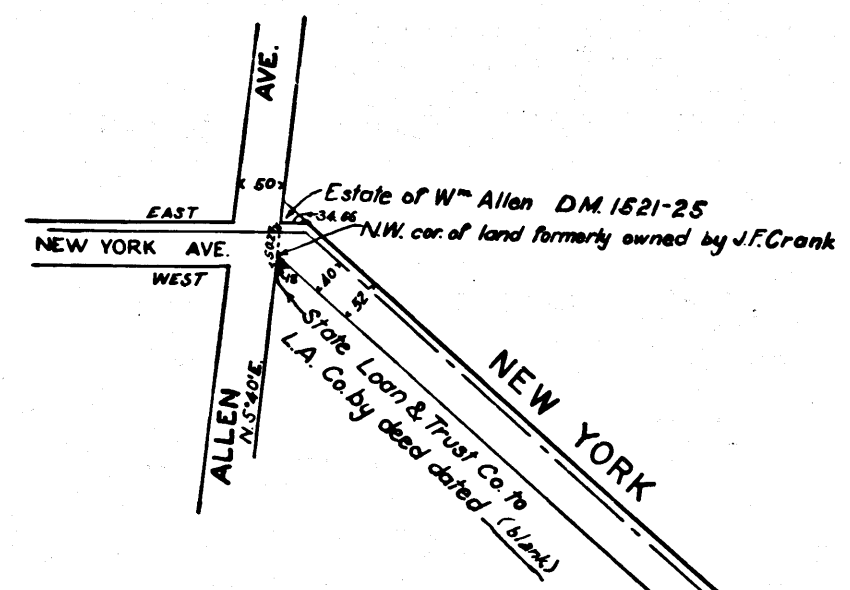 AVE.
50
Estate of Wm Allen D.M. 1521-25
EAST
34.66
N.W. cor. of land formerly owned by J.F. Crank
NEW YORK AVE.
WEST
18
40
52
State Loan & Trust Co. to
L.A. Co. by deed dated (blank)
NEW YORK
ALLEN
N.5°40'E.